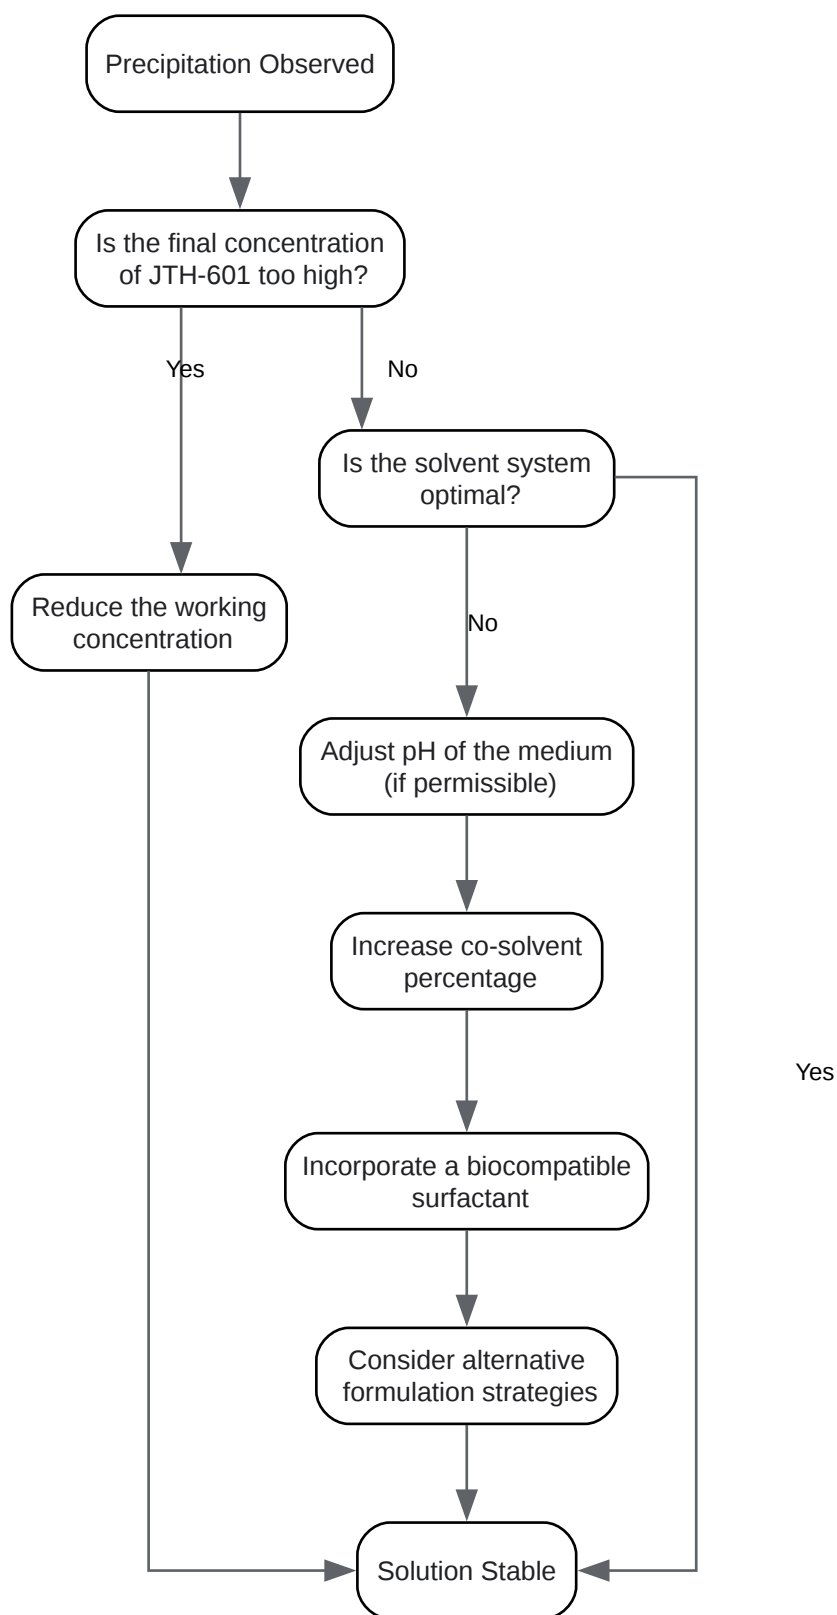 Precipitation Observed
Is the final concentration
of JTH-601 too high?
Yes
No
Is the solvent system
optimal?
Reduce the working
concentration
No
Adjust pH of the medium
(if permissible)
Increase co-solvent
percentage
Yes
Incorporate a biocompatible
surfactant
Consider alternative
formulation strategies
Solution Stable